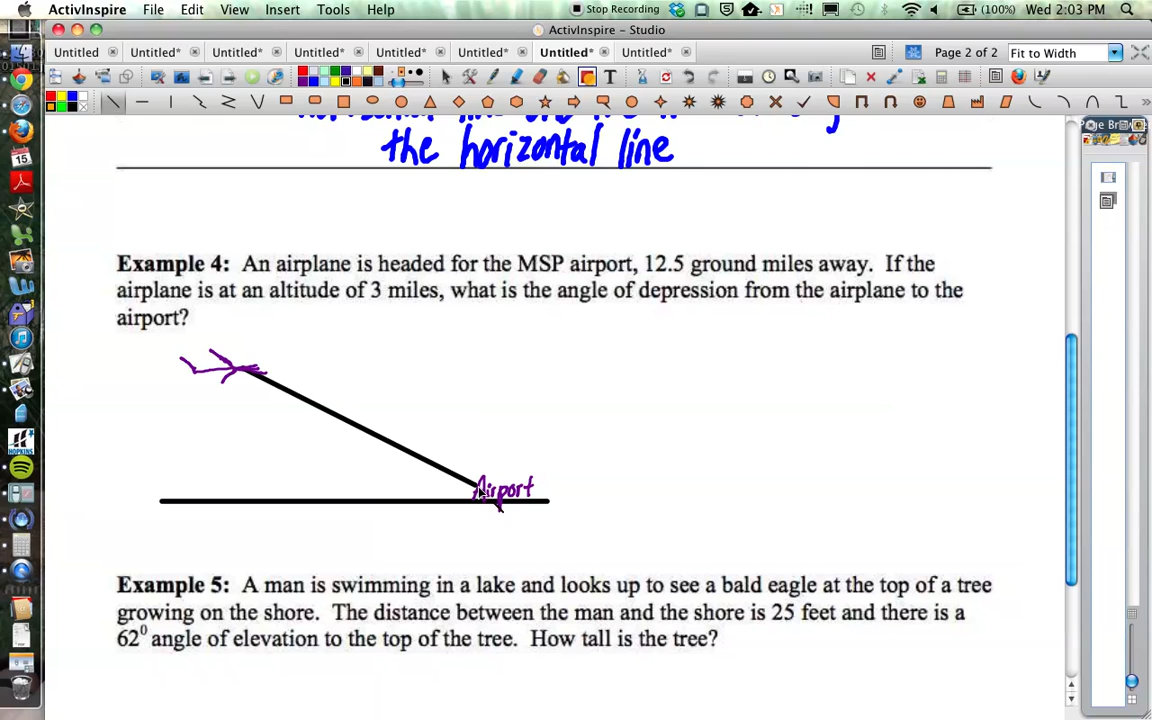 ActivInspire File Edit View Insert Tools Help Stop Recording (100%) Wed 2:03 PM
ActivInspire - Studio
Untitled Untitled* Untitled* Untitled* Untitled* Untitled* Untitled* Untitled* Page 2 of 2 Fit to Width
horizontal line
the horizontal line
Example 4: An airplane is headed for the MSP airport, 12.5 ground miles away. If the
airplane is at an altitude of 3 miles, what is the angle of depression from the airplane to the
airport?
Airport
Example 5: A man is swimming in a lake and looks up to see a bald eagle at the top of a tree
growing on the shore. The distance between the man and the shore is 25 feet and there is a
62⁰ angle of elevation to the top of the tree. How tall is the tree?